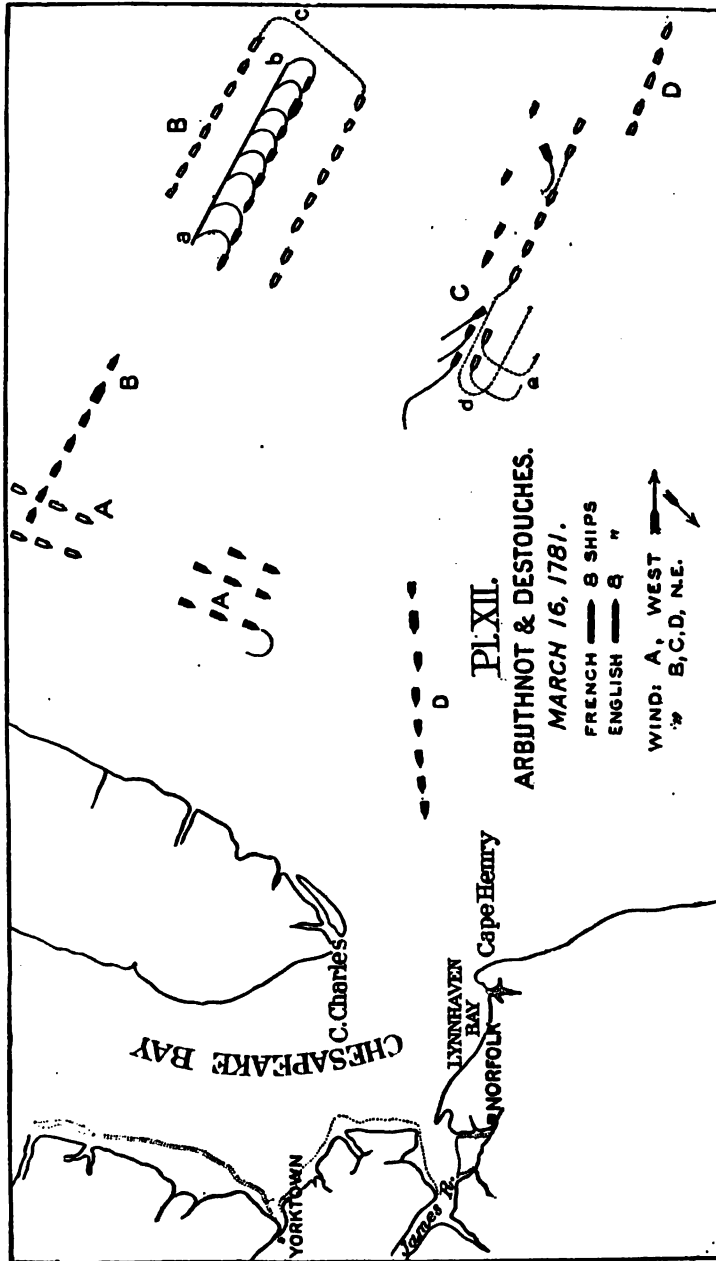 B
c
b
a
B
A
A
C
d
e
D
D
Pl.XII.
ARBUTHNOT & DESTOUCHES.
MARCH 16, 1781.
FRENCH 8 SHIPS
ENGLISH 8 "
WIND: A, WEST
" B,C,D, N.E.
C.Charles
CHESAPEAKE BAY
Cape Henry
LYNNHAVEN
BAY
NORFOLK
YORKTOWN
James R.